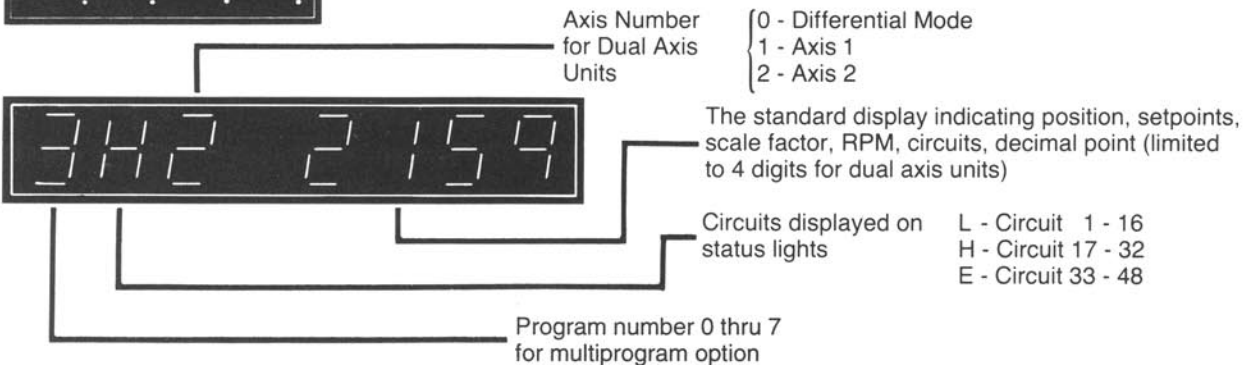 Axis Number for Dual Axis Units
0 - Differential Mode
1 - Axis 1
2 - Axis 2
3H2 2159
The standard display indicating position, setpoints,
scale factor, RPM, circuits, decimal point (limited
to 4 digits for dual axis units)
Circuits displayed on
status lights
L - Circuit 1 - 16
H - Circuit 17 - 32
E - Circuit 33 - 48
Program number 0 thru 7
for multiprogram option